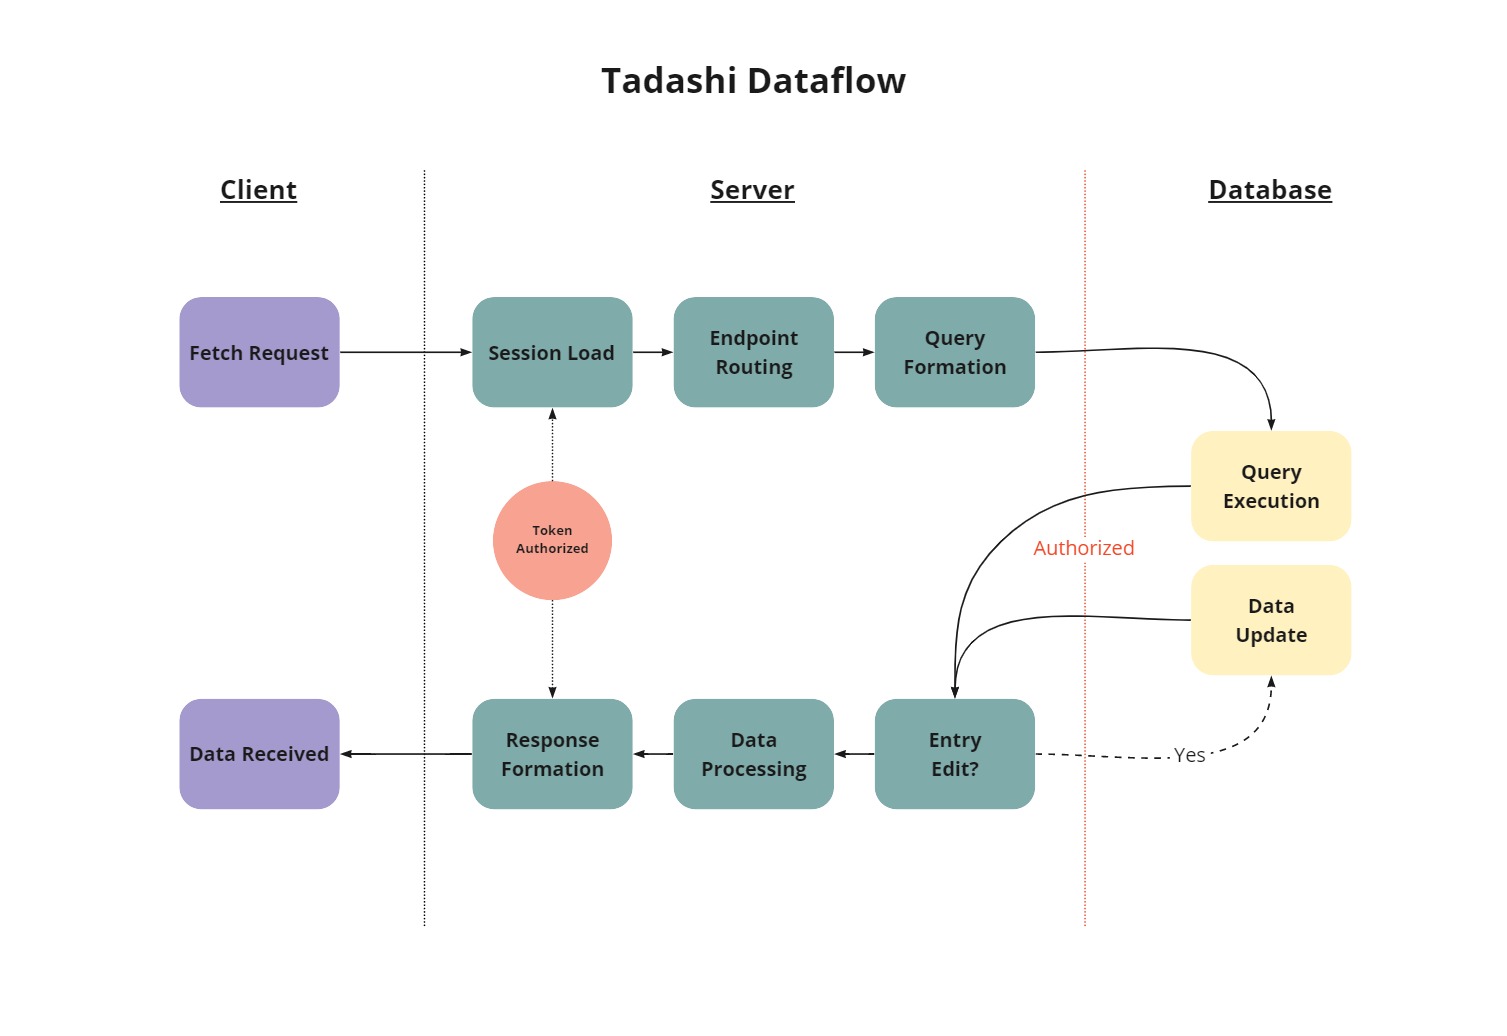 Tadashi Dataflow
Client
Server
Database
Fetch Request
Session Load
Endpoint
Routing
Query
Formation
Query
Execution
Token
Authorized
Authorized
Data
Update
Data Received
Response
Formation
Data
Processing
Entry
Edit?
Yes